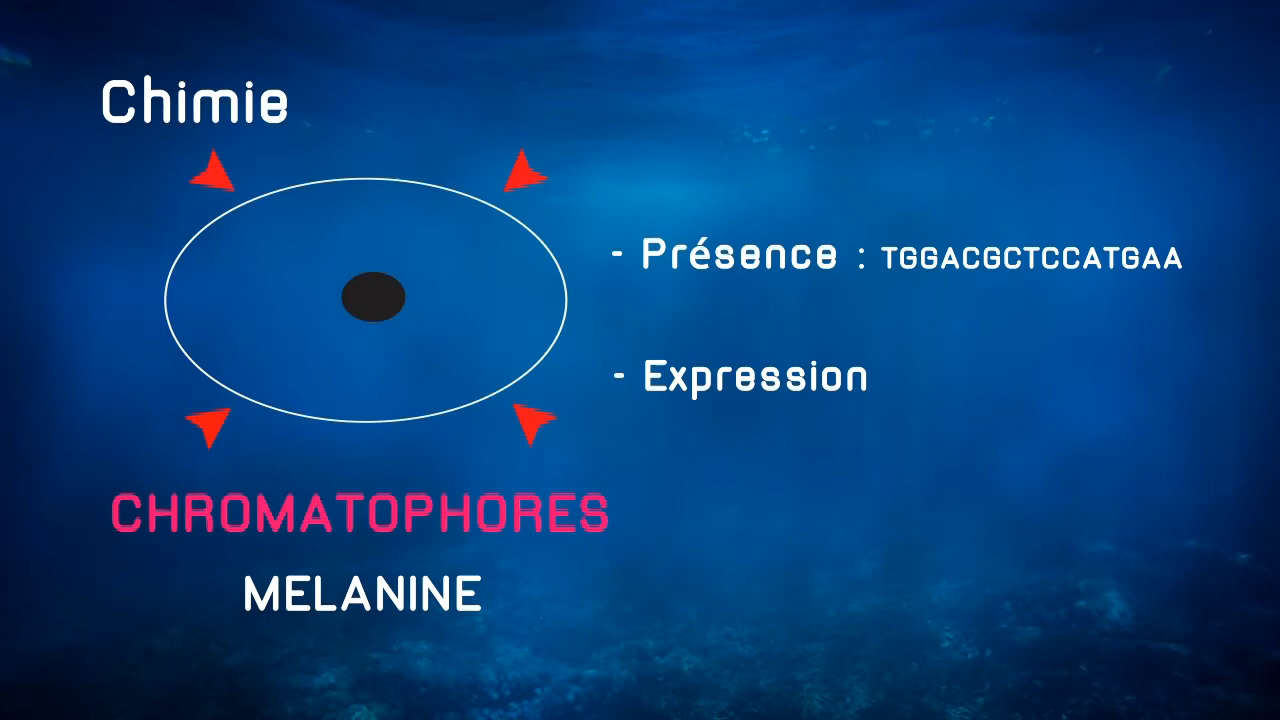 Chimie
- Présence : TGGACGCTCCATGAA
- Expression
CHROMATOPHORES
MELANINE